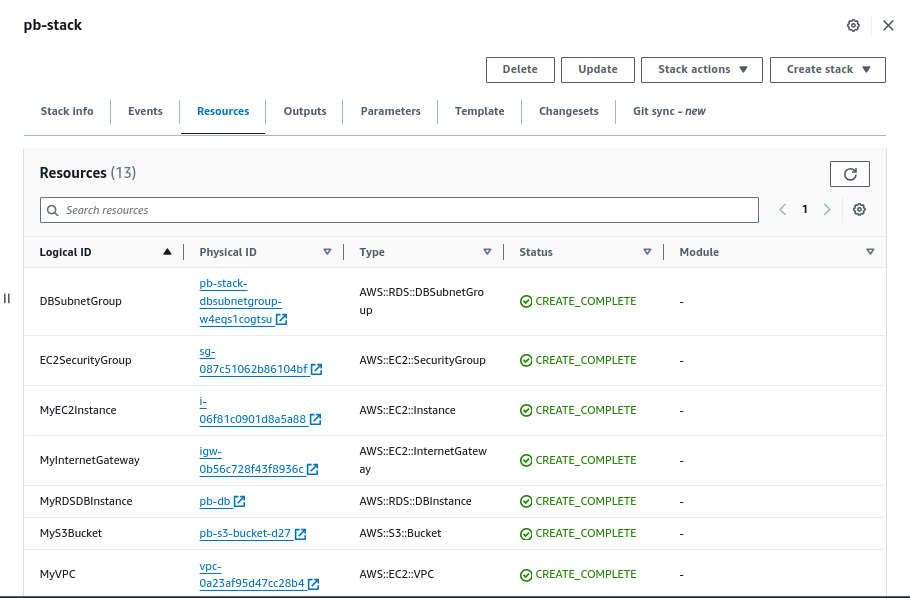 pb-stack
Delete
Update
Stack actions
Create stack
Stack info
Events
Resources
Outputs
Parameters
Template
Changesets
Git sync - new
Resources (13)
Search resources
1
Logical ID
Physical ID
Type
Status
Module
DBSubnetGroup
pb-stack-
dbsubnetgroup-
w4eqs1cogtsu
AWS::RDS::DBSubnetGro
up
CREATE_COMPLETE
-
EC2SecurityGroup
sg-
087c51062b86104bf
AWS::EC2::SecurityGroup
CREATE_COMPLETE
-
MyEC2Instance
i-
06f81c0901d8a5a88
AWS::EC2::Instance
CREATE_COMPLETE
-
MyInternetGateway
igw-
0b56c728f43f8936c
AWS::EC2::InternetGatew
ay
CREATE_COMPLETE
-
MyRDSDBInstance
pb-db
AWS::RDS::DBInstance
CREATE_COMPLETE
-
MyS3Bucket
pb-s3-bucket-d27
AWS::S3::Bucket
CREATE_COMPLETE
-
MyVPC
vpc-
0a23af95d47cc28b4
AWS::EC2::VPC
CREATE_COMPLETE
-